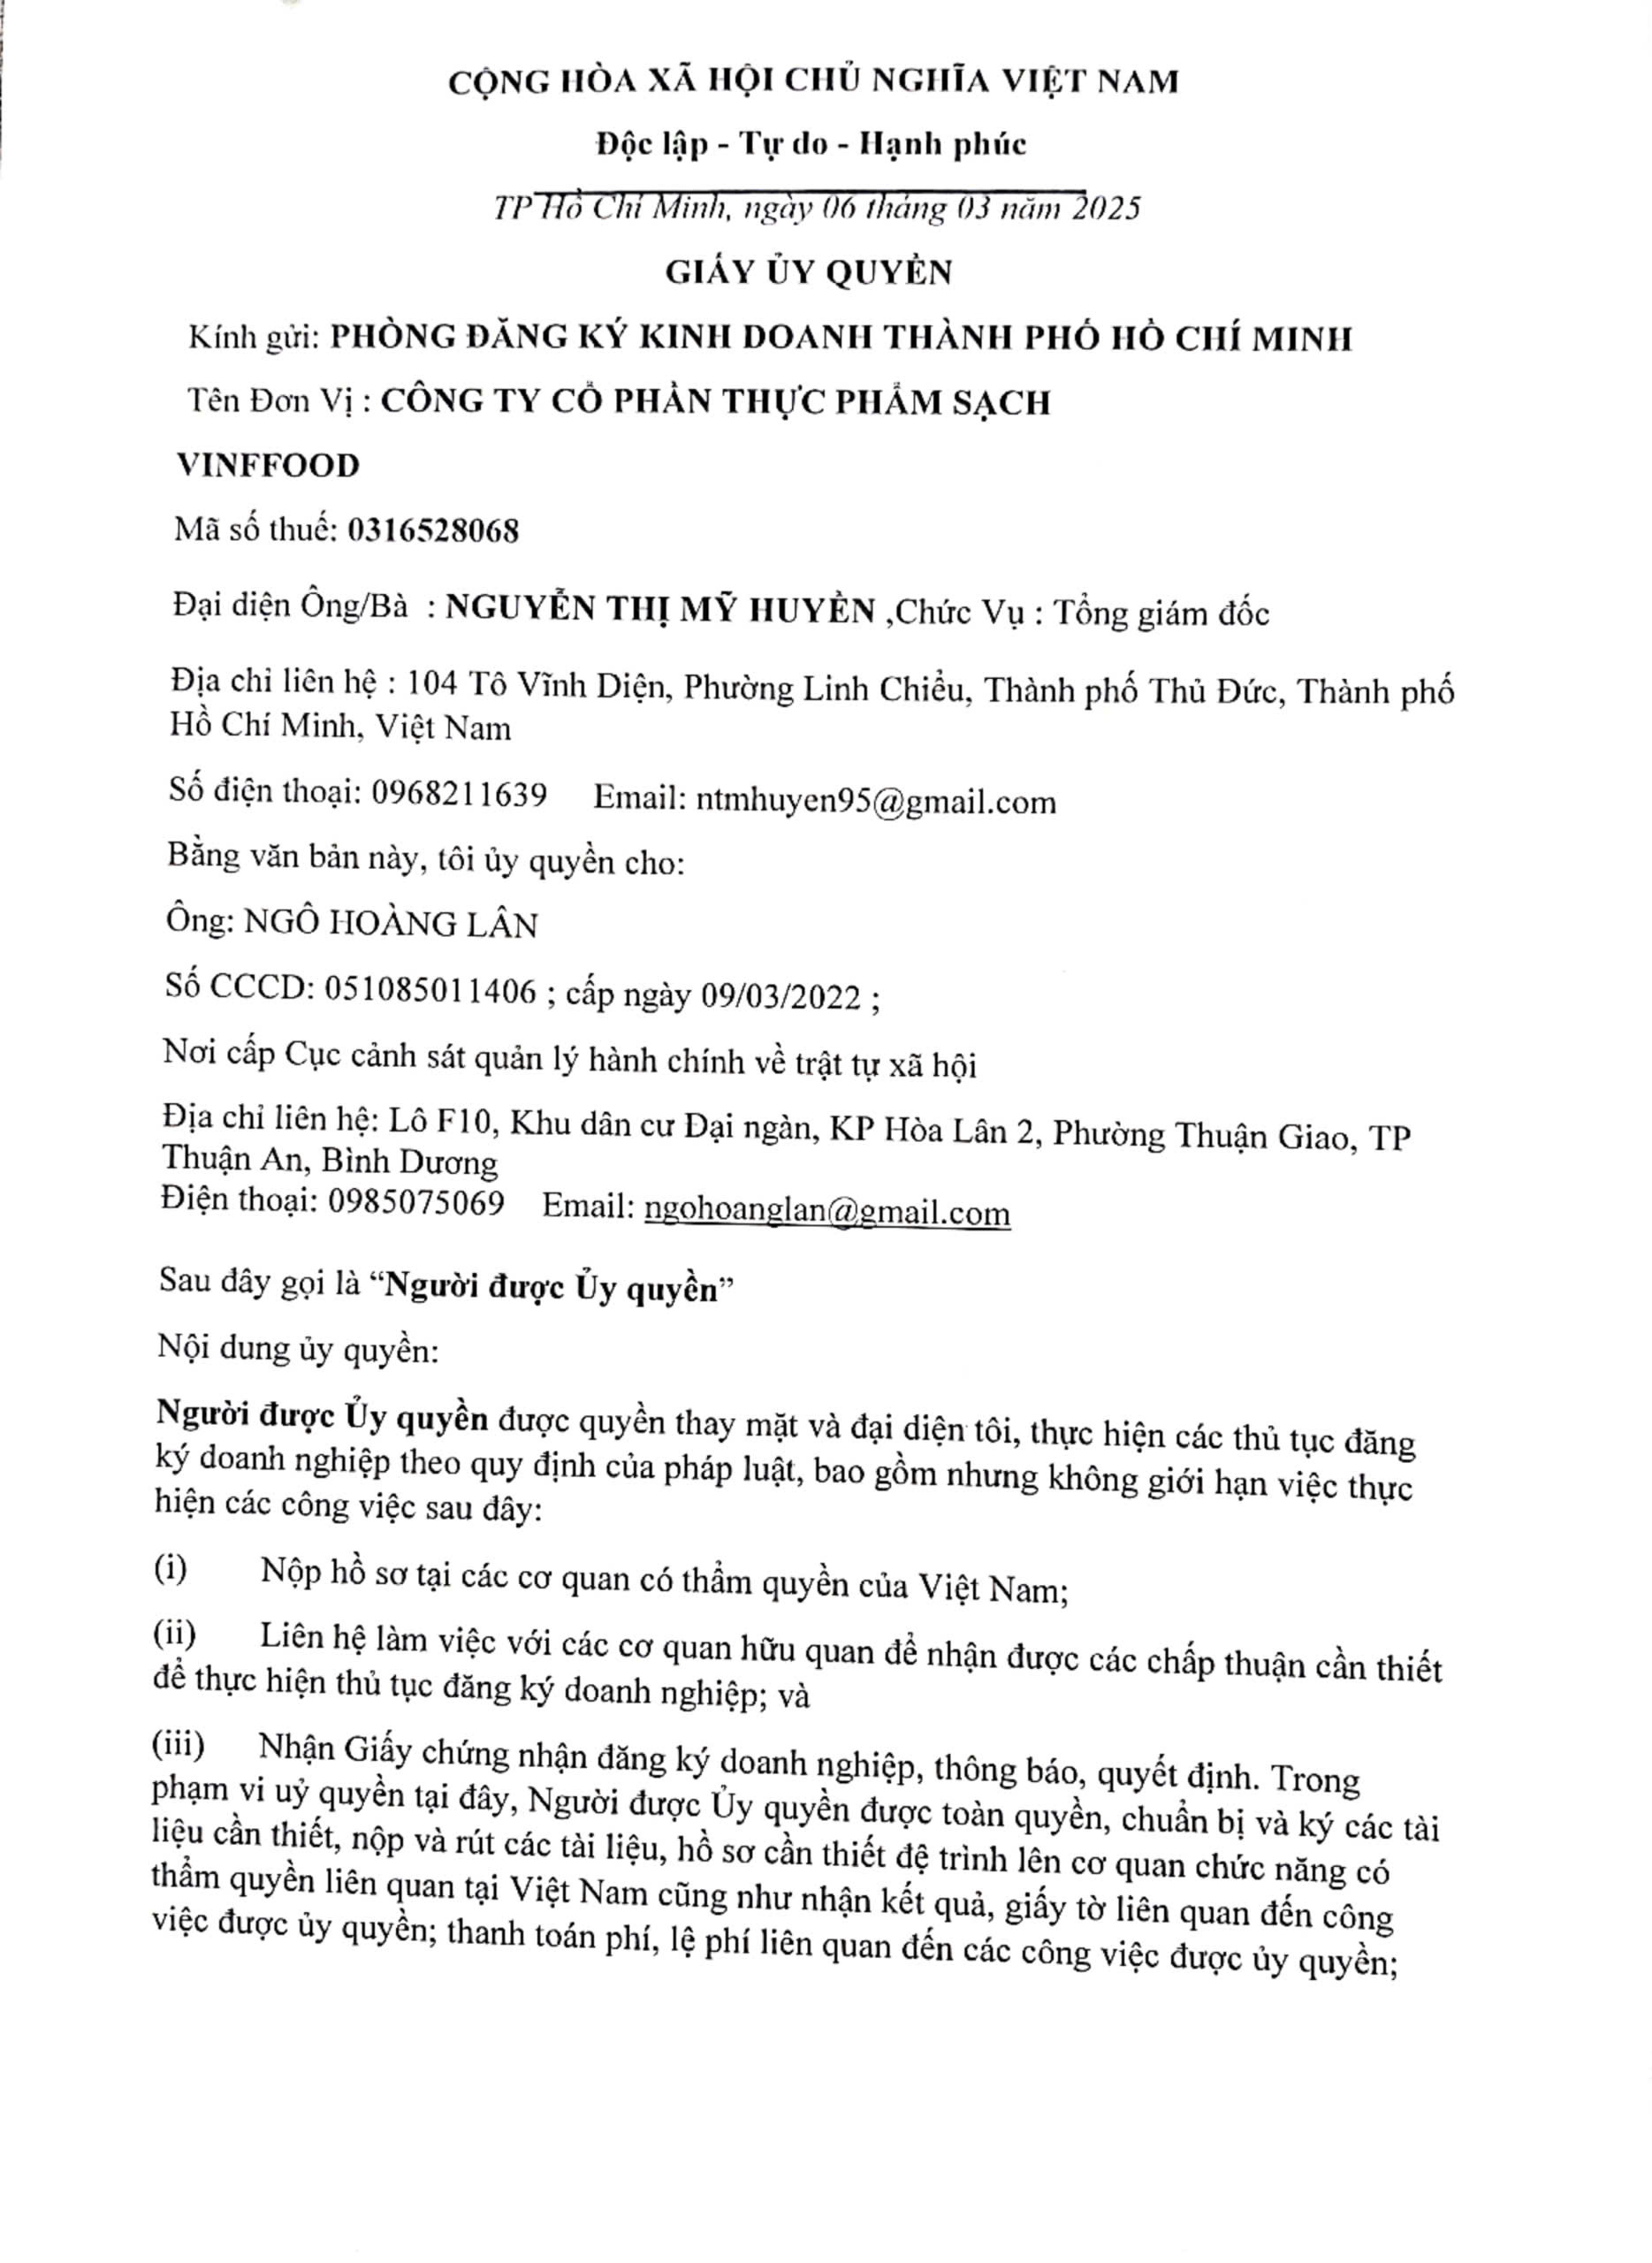 CỘNG HÒA XÃ HỘI CHỦ NGHĨA VIỆT NAM
Độc lập - Tự do - Hạnh phúc
TP Hồ Chí Minh, ngày 06 tháng 03 năm 2025
GIẤY ỦY QUYỀN
Kính gửi: PHÒNG ĐĂNG KÝ KINH DOANH THÀNH PHỐ HỒ CHÍ MINH
Tên Đơn Vị : CÔNG TY CỔ PHẦN THỰC PHẨM SẠCH
VINFFOOD
Mã số thuế: 0316528068
Đại diện Ông/Bà : NGUYỄN THỊ MỸ HUYỀN ,Chức Vụ : Tổng giám đốc
Địa chỉ liên hệ : 104 Tô Vĩnh Diện, Phường Linh Chiểu, Thành phố Thủ Đức, Thành phố
Hồ Chí Minh, Việt Nam
Số điện thoại: 0968211639 Email: ntmhuyen95@gmail.com
Bằng văn bản này, tôi ủy quyền cho:
Ông: NGÔ HOÀNG LÂN
Số CCCD: 051085011406 ; cấp ngày 09/03/2022 ;
Nơi cấp Cục cảnh sát quản lý hành chính về trật tự xã hội
Địa chỉ liên hệ: Lô F10, Khu dân cư Đại ngàn, KP Hòa Lân 2, Phường Thuận Giao, TP
Thuận An, Bình Dương
Điện thoại: 0985075069 Email: ngohoanglan@gmail.com
Sau đây gọi là “Người được Ủy quyền”
Nội dung ủy quyền:
Người được Ủy quyền được quyền thay mặt và đại diện tôi, thực hiện các thủ tục đăng
ký doanh nghiệp theo quy định của pháp luật, bao gồm nhưng không giới hạn việc thực
hiện các công việc sau đây:
(i) Nộp hồ sơ tại các cơ quan có thẩm quyền của Việt Nam;
(ii) Liên hệ làm việc với các cơ quan hữu quan để nhận được các chấp thuận cần thiết
để thực hiện thủ tục đăng ký doanh nghiệp; và
(iii) Nhận Giấy chứng nhận đăng ký doanh nghiệp, thông báo, quyết định. Trong
phạm vi uỷ quyền tại đây, Người được Ủy quyền được toàn quyền, chuẩn bị và ký các tài
liệu cần thiết, nộp và rút các tài liệu, hồ sơ cần thiết đệ trình lên cơ quan chức năng có
thẩm quyền liên quan tại Việt Nam cũng như nhận kết quả, giấy tờ liên quan đến công
việc được ủy quyền; thanh toán phí, lệ phí liên quan đến các công việc được ủy quyền;